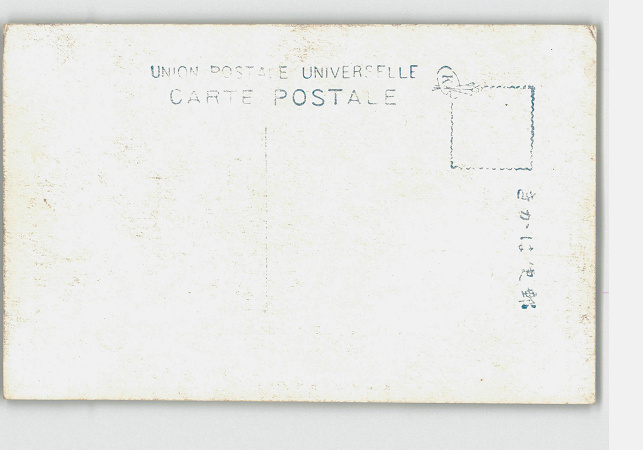 UNION POSTALE UNIVERSELLE
CARTE POSTALE
きかは便郵